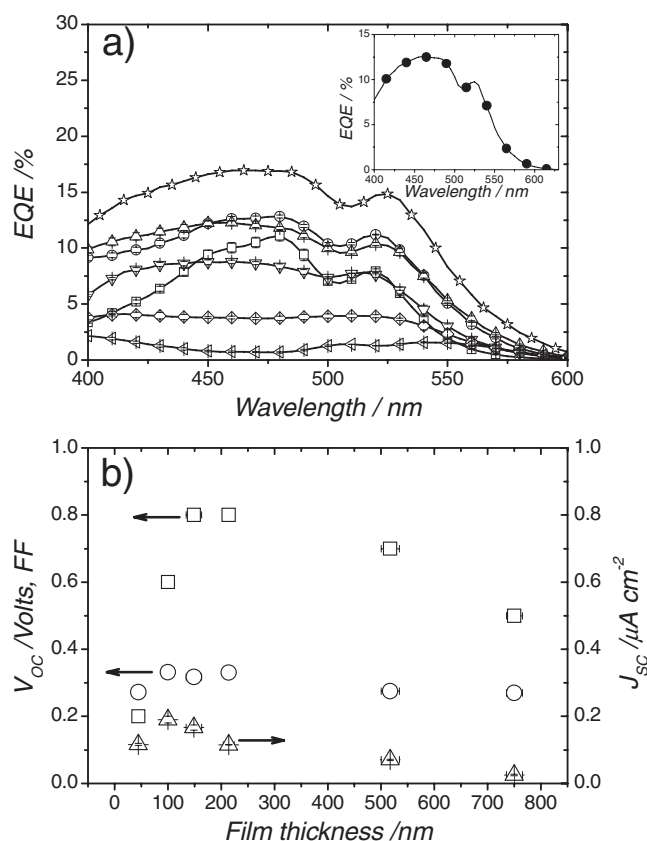 a)
EQE /%
30
25
20
15
10
5
0
400
450
500
550
600
Wavelength / nm
EQE / %
15
10
5
0
400 450 500 550 600
Wavelength / nm
b)
V_OC /Volts, FF
1.0
0.8
0.6
0.4
0.2
0.0
1.0
0.8
0.6
0.4
0.2
0.0
J_SC /μA cm⁻²
0 100 200 300 400 500 600 700 800
Film thickness /nm